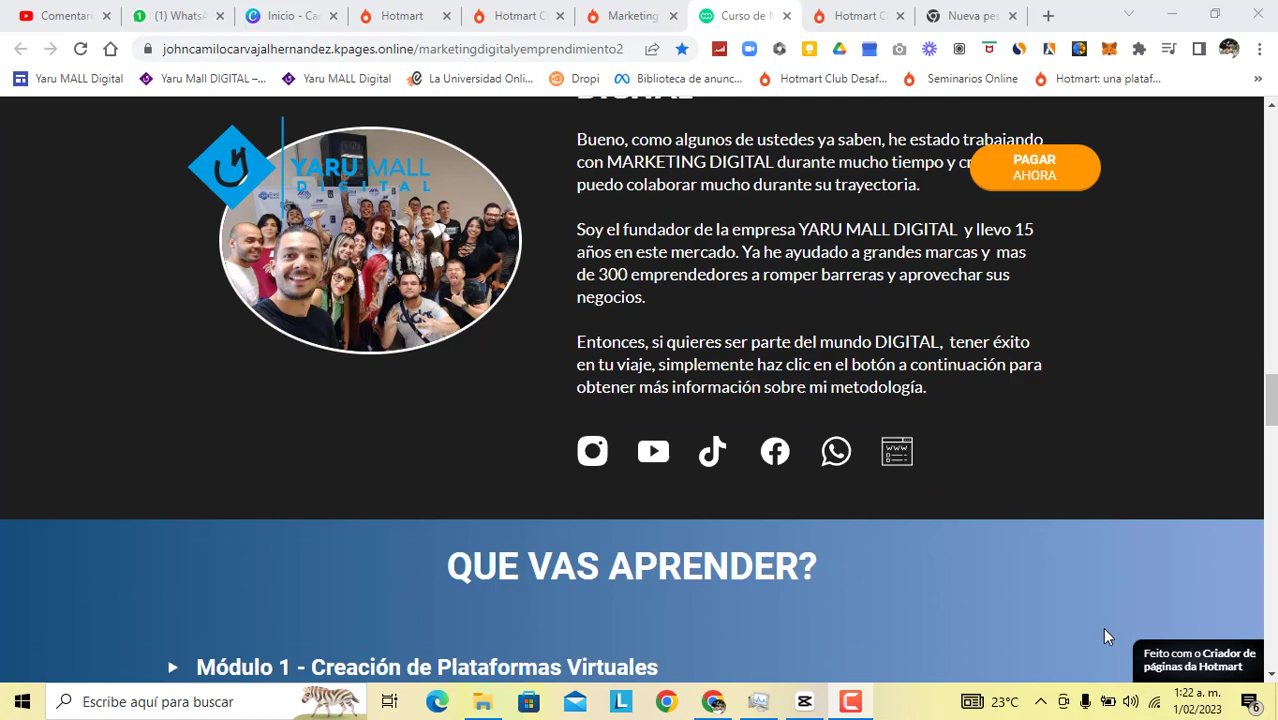 Comentari
(1) WhatsA
Inicio - Ca
Hotmart
Hotmart C
Marketing
Curso de M
Hotmart C
Nueva pes
johncamilocarvajalhernandez.kpages.online/marketingdigitalyemprendimiento2
Yaru MALL Digital
Yaru Mall DIGITAL –...
Yaru MALL Digital
La Universidad Onli...
Dropi
Biblioteca de anunc...
Hotmart Club Desaf...
Seminarios Online
Hotmart: una plataf...
YARU MALL
DIGITAL
Bueno, como algunos de ustedes ya saben, he estado trabajando
con MARKETING DIGITAL durante mucho tiempo y cr
puedo colaborar mucho durante su trayectoria.
PAGAR
AHORA
Soy el fundador de la empresa YARU MALL DIGITAL y llevo 15
años en este mercado. Ya he ayudado a grandes marcas y mas
de 300 emprendedores a romper barreras y aprovechar sus
negocios.
Entonces, si quieres ser parte del mundo DIGITAL, tener éxito
en tu viaje, simplemente haz clic en el botón a continuación para
obtener más información sobre mi metodología.
WWW
QUE VAS APRENDER?
Módulo 1 - Creación de Plataformas Virtuales
Feito com o Criador de
páginas da Hotmart
Escribe aquí para buscar
23°C
1:22 a. m.
1/02/2023
6